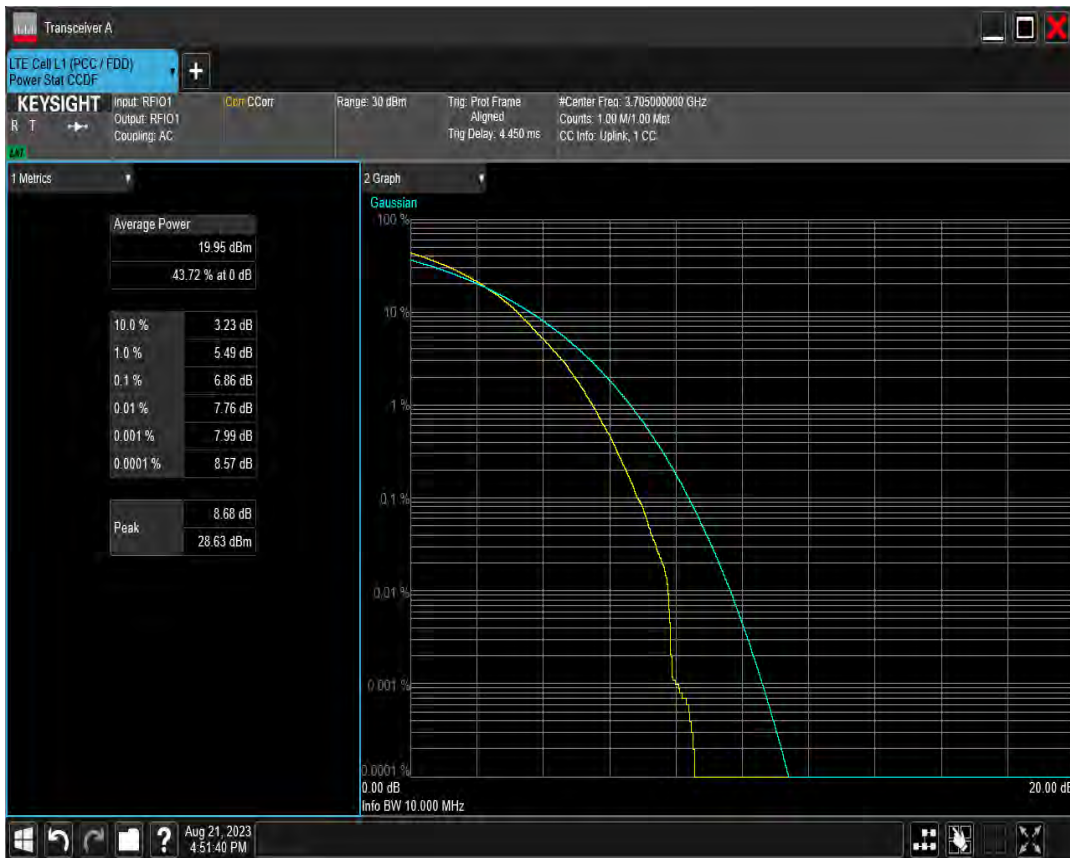 Transceiver A
LTE Cell L1 (PCC / FDD)
Power Stat CCDF
+
KEYSIGHT
R T
LXI
Input: RFIO1
Output: RFIO1
Coupling: AC
Corr CCorr
Range: 30 dBm
Trig: Prot Frame
Aligned
Trig Delay: 4.450 ms
#Center Freq: 3.705000000 GHz
Counts: 1.00 M/1.00 Mpt
CC Info: Uplink, 1 CC
1 Metrics
Average Power
19.95 dBm
43.72 % at 0 dB
10.0 % 3.23 dB
1.0 % 5.49 dB
0.1 % 6.86 dB
0.01 % 7.76 dB
0.001 % 7.99 dB
0.0001 % 8.57 dB
Peak
8.68 dB
28.63 dBm
2 Graph
Gaussian
100 %
10 %
1 %
0.1 %
0.01 %
0.001 %
0.0001 %
0.00 dB 20.00 dB
Info BW 10.000 MHz
?
Aug 21, 2023
4:51:40 PM